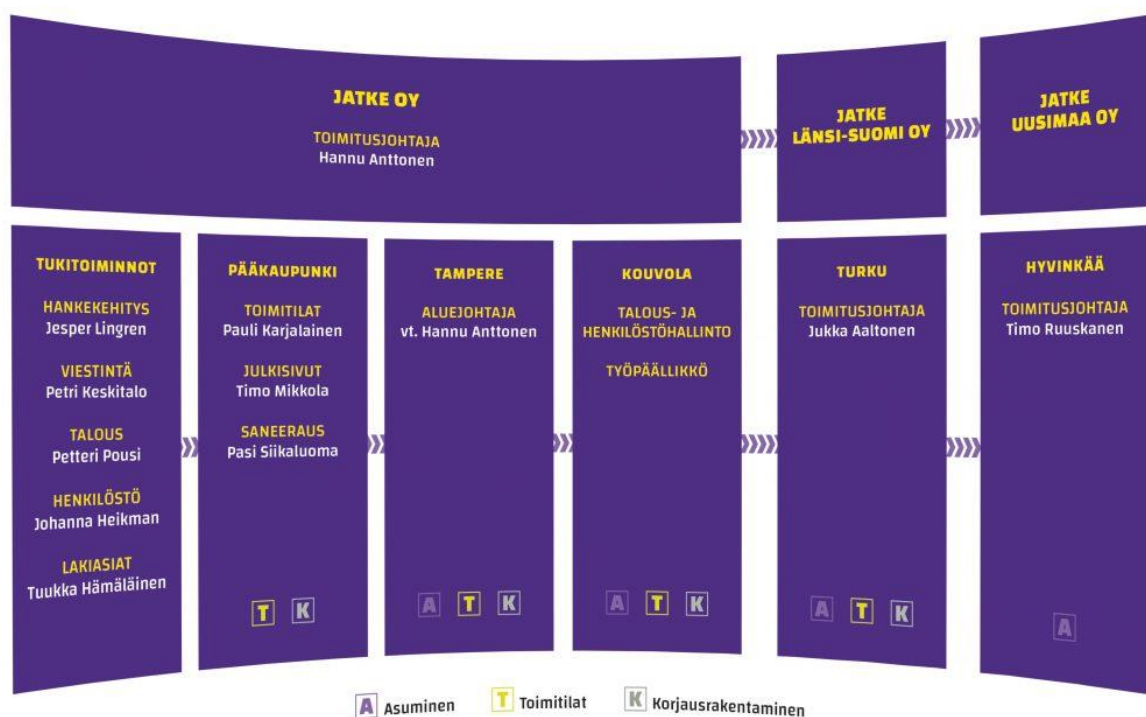 JATKE OY
TOIMITUSJOHTAJA
Hannu Anttonen
JATKE
LÄNSI-SUOMI OY
JATKE
UUSIMAA OY
TUKITOIMINNOT
HANKEKEHITYS
Jesper Lingren
VIESTINTÄ
Petri Keskitalo
TALOUS
Petteri Pousi
HENKILÖSTÖ
Johanna Heikman
LAKIASIAT
Tuukka Hämäläinen
PÄÄKAUPUNKI
TOIMITILAT
Pauli Karjalainen
JULKISIVUT
Timo Mikkola
SANEERAUS
Pasi Siikaluoma
T K
TAMPERE
ALUEJOHTAJA
vt. Hannu Anttonen
A T K
KOUVOLA
TALOUS- JA
HENKILÖSTÖHALLINTO
TYÖPÄÄLLIKKÖ
A T K
TURKU
TOIMITUSJOHTAJA
Jukka Aaltonen
A T K
HYVINKÄÄ
TOIMITUSJOHTAJA
Timo Ruuskanen
A
A Asuminen T Toimitilat K Korjausrakentaminen